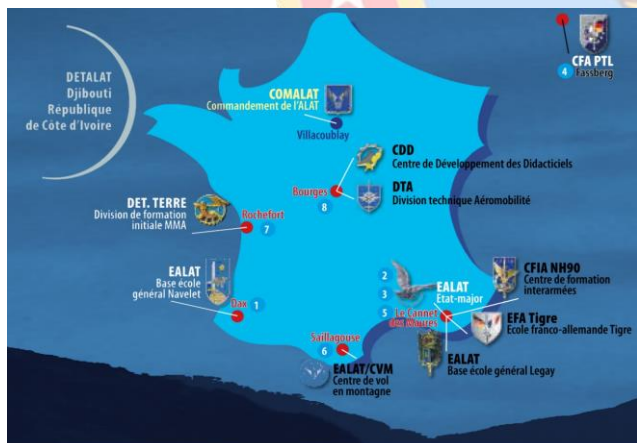 DETALAT
Djibouti
République
de Côte d'Ivoire
CFA PTL
4 Fassberg
COMALAT
Commandement de l'ALAT
Villacoublay
CDD
Centre de Développement des Didacticiels
Bourges
8
DTA
Division technique Aéromobilité
DET. TERRE
Division de formation
initiale MMA
Rochefort
7
EALAT
Base école
général Navelet
Dax 1
2
3
5
EALAT
Etat-major
Le Cannet
des Maures
CFIA NH90
Centre de formation
interarmées
EFA Tigre
Ecole franco-allemande Tigre
EALAT
Base école général Legay
Saillagouse
6
EALAT/CVM
Centre de vol
en montagne